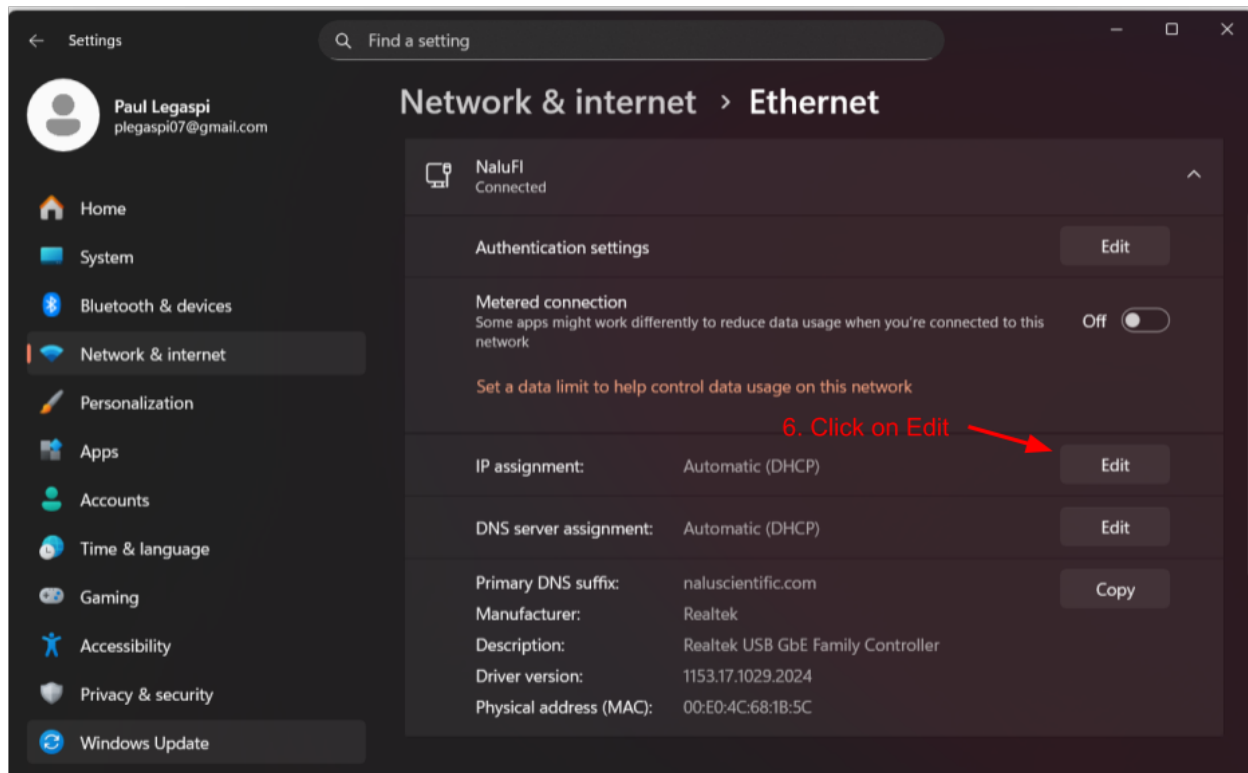 Settings
Find a setting
Paul Legaspi
plegaspi07@gmail.com
Home
System
Bluetooth & devices
Network & internet
Personalization
Apps
Accounts
Time & language
Gaming
Accessibility
Privacy & security
Windows Update
Network & internet > Ethernet
NaluFI
Connected
Authentication settings Edit
Metered connection
Some apps might work differently to reduce data usage when you're connected to this
network
Off
Set a data limit to help control data usage on this network
6. Click on Edit
IP assignment: Automatic (DHCP) Edit
DNS server assignment: Automatic (DHCP) Edit
Primary DNS suffix: naluscientific.com Copy
Manufacturer: Realtek
Description: Realtek USB GbE Family Controller
Driver version: 1153.17.1029.2024
Physical address (MAC): 00:E0:4C:68:1B:5C